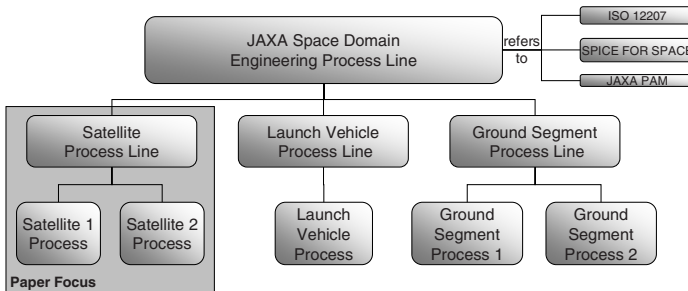 JAXA Space Domain
Engineering Process Line
refers
to
ISO 12207
SPICE FOR SPACE
JAXA PAM
Satellite
Process Line
Launch Vehicle
Process Line
Ground Segment
Process Line
Satellite 1
Process
Satellite 2
Process
Launch
Vehicle
Process
Ground
Segment
Process 1
Ground
Segment
Process 2
Paper Focus